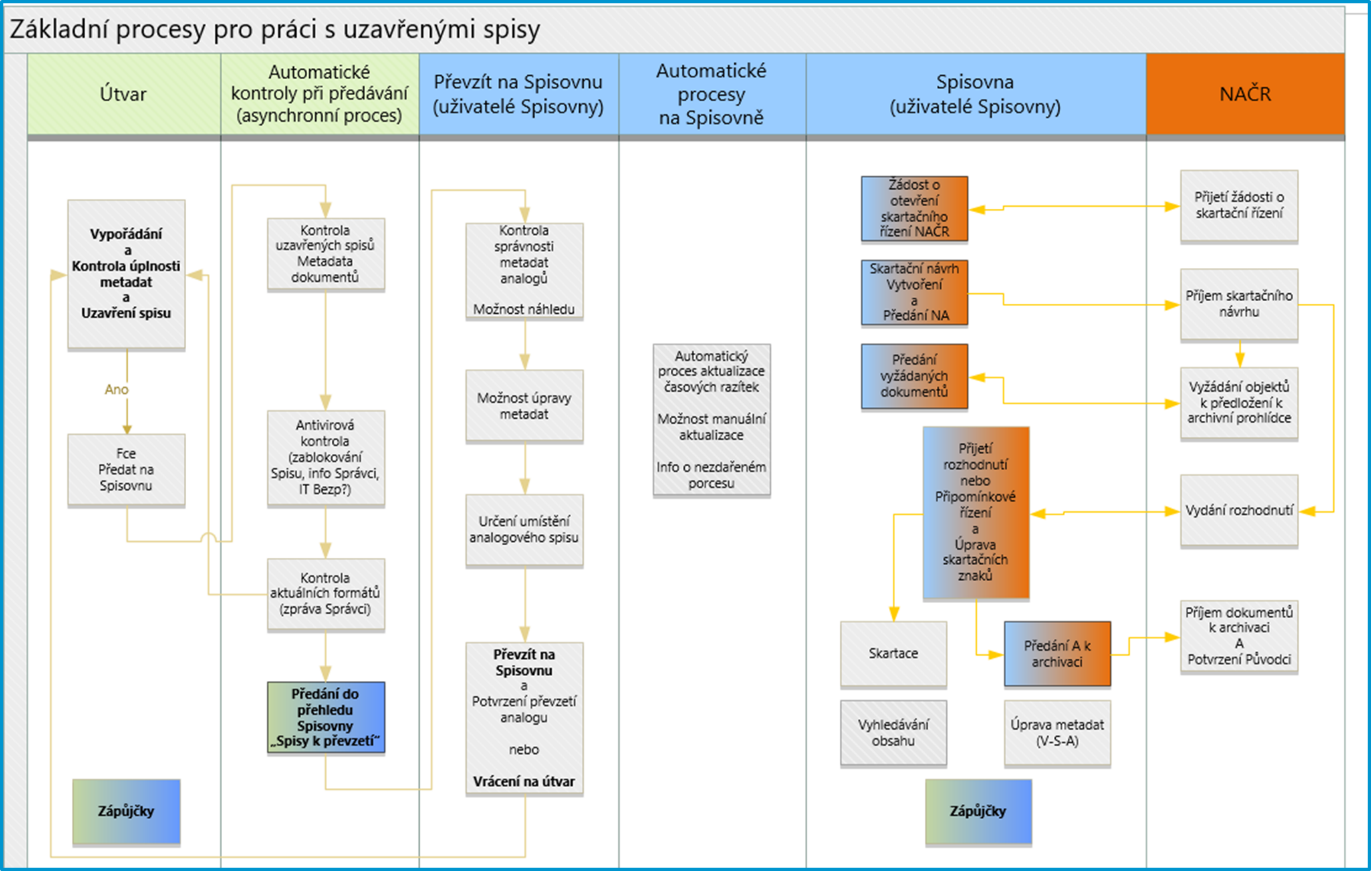 Základní procesy pro práci s uzavřenými spisy
Útvar
Automatické
kontroly při předávání
(asynchronní proces)
Převzít na Spisovnu
(uživatelé Spisovny)
Automatické
procesy
na Spisovně
Spisovna
(uživatelé Spisovny)
NAČR
Vypořádání
a
Kontrola úplnosti
metadat
a
Uzavření spisu
Ano
Fce
Předat na
Spisovnu
Zápůjčky
Kontrola
uzavřených spisů
Metadata
dokumentů
Antivirová
kontrola
(zablokování
Spisu, info Správci,
IT Bezp?)
Kontrola
aktuálních formátů
(zpráva Správci)
Předání do
přehledu
Spisovny
„Spisy k převzetí“
Kontrola
správnosti
metadat
analogů
Možnost náhledu
Možnost úpravy
metadat
Určení umístění
analogového spisu
Převzít na
Spisovnu
a
Potvrzení převzetí
analogu
nebo
Vrácení na útvar
Automatický
proces aktualizace
časových razítek
Možnost manuální
aktualizace
Info o nezdařeném
porcesu
Žádost o
otevření
skartačního
řízení NAČR
Skartační návrh
Vytvoření
a
Předání NA
Předání
vyžádaných
dokumentů
Přijetí
rozhodnutí
nebo
Připomínkové
řízení
a
Úprava
skartačních
znaků
Skartace
Předání A k
archivaci
Vyhledávání
obsahu
Úprava metadat
(V-S-A)
Zápůjčky
Přijetí žádosti o
skartační řízení
Příjem skartačního
návrhu
Vyžádání objektů
k předložení k
archivní prohlídce
Vydání rozhodnutí
Příjem dokumentů
k archivaci
A
Potvrzení Původci